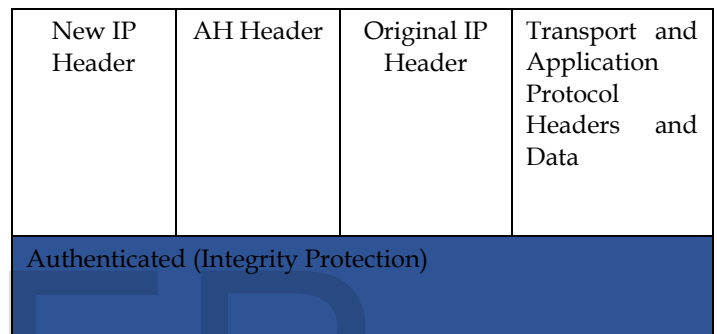 New IP
Header
AH Header
Original IP
Header
Transport and
Application
Protocol
Headers and
Data
Authenticated (Integrity Protection)